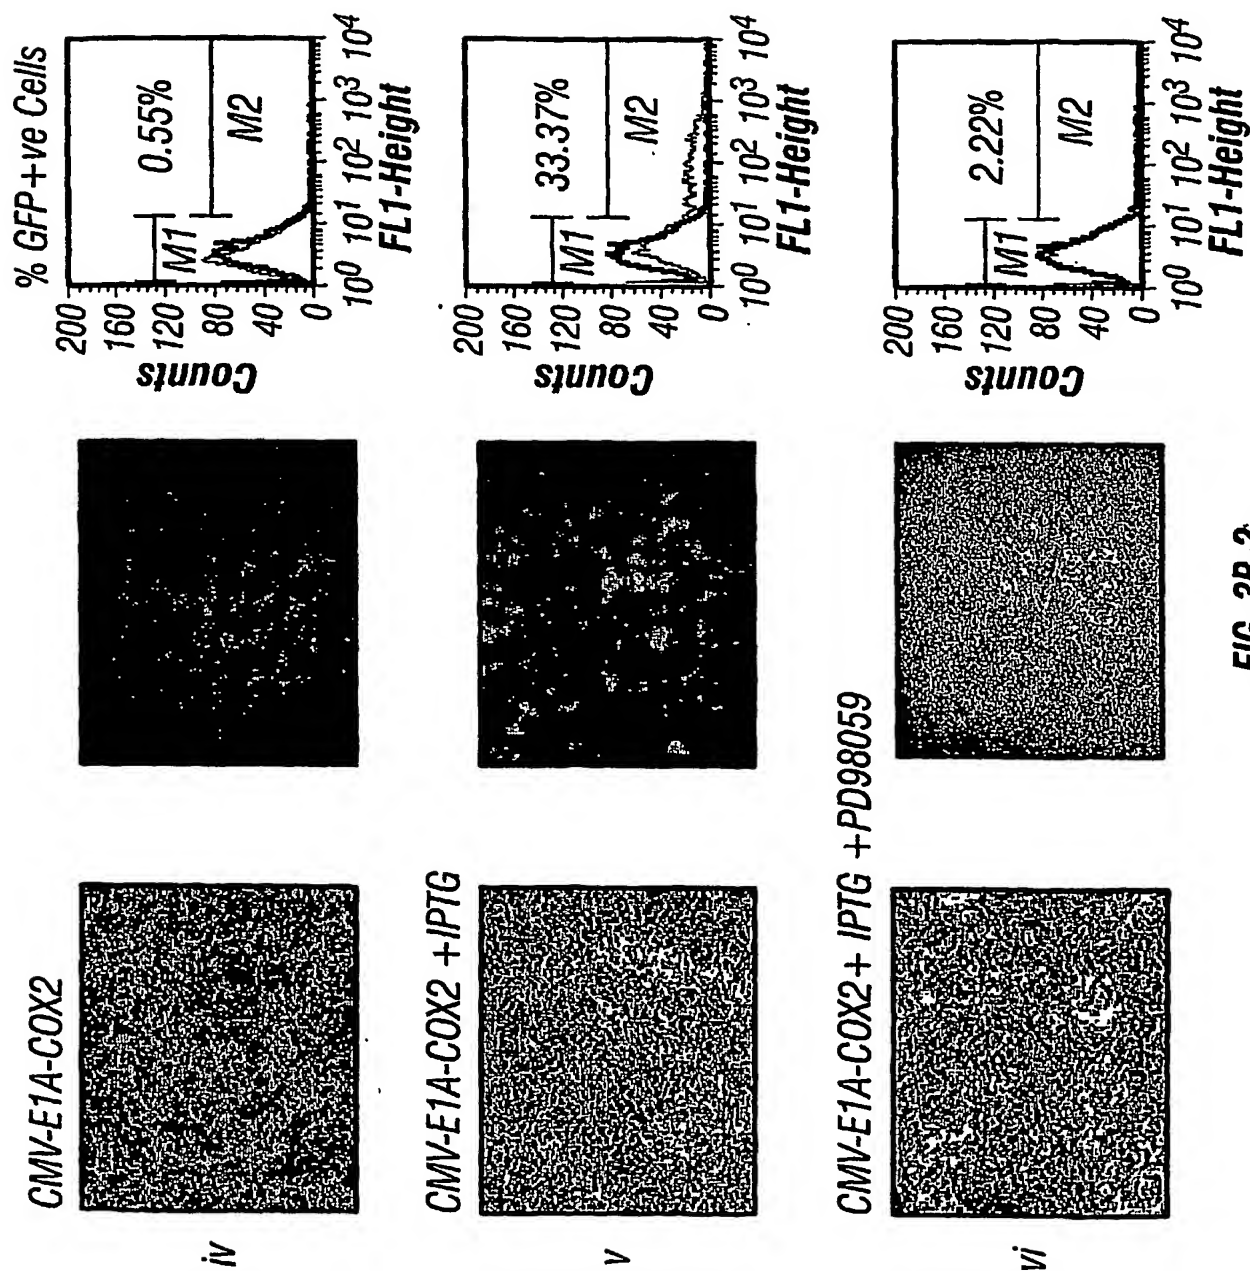 % GFP +ve Cells
CMV-E1A-COX2
iv
Counts
200
160
120
80
40
0
M1
0.55%
M2
10⁰ 10¹ 10² 10³ 10⁴
FL1-Height
CMV-E1A-COX2 +IPTG
v
Counts
200
160
120
80
40
0
M1
33.37%
M2
10⁰ 10¹ 10² 10³ 10⁴
FL1-Height
CMV-E1A-COX2+ IPTG +PD98059
vi
Counts
200
160
120
80
40
0
M1
2.22%
M2
10⁰ 10¹ 10² 10³ 10⁴
FL1-Height